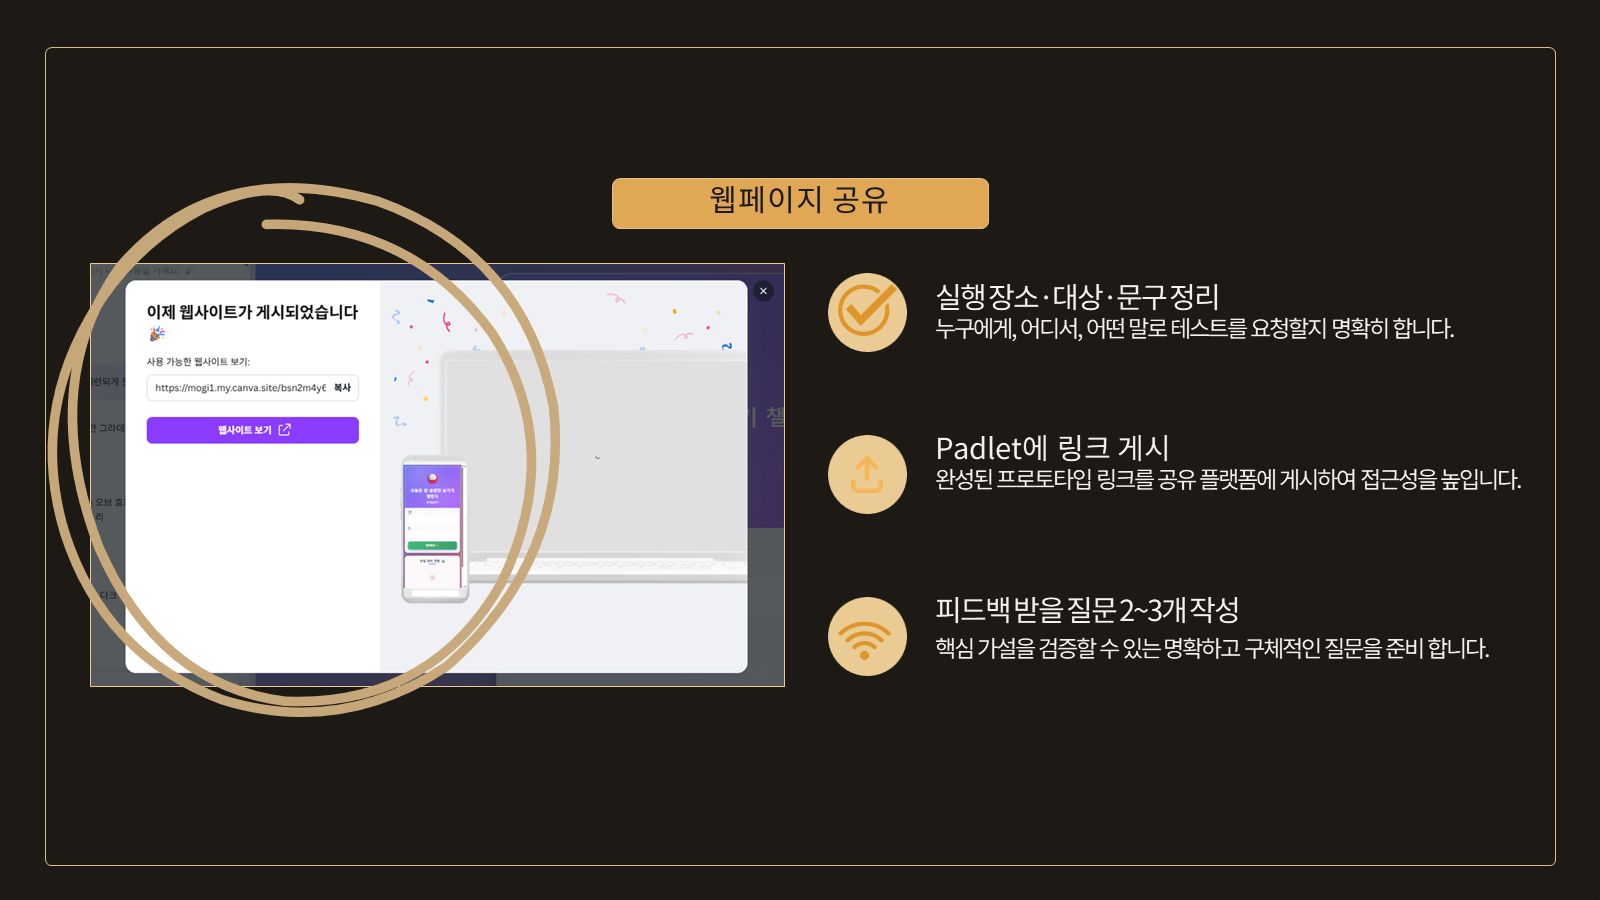 웹페이지 공유
이제 웹사이트가 게시되었습니다
사용 가능한 웹사이트 보기:
https://mogi1.my.canva.site/bsn2m4y6 복사
웹사이트 보기
실행 장소·대상·문구 정리
누구에게, 어디서, 어떤 말로 테스트를 요청할지 명확히 합니다.
Padlet에 링크 게시
완성된 프로토타입 링크를 공유 플랫폼에 게시하여 접근성을 높입니다.
피드백 받을 질문 2~3개 작성
핵심 가설을 검증할 수 있는 명확하고 구체적인 질문을 준비 합니다.